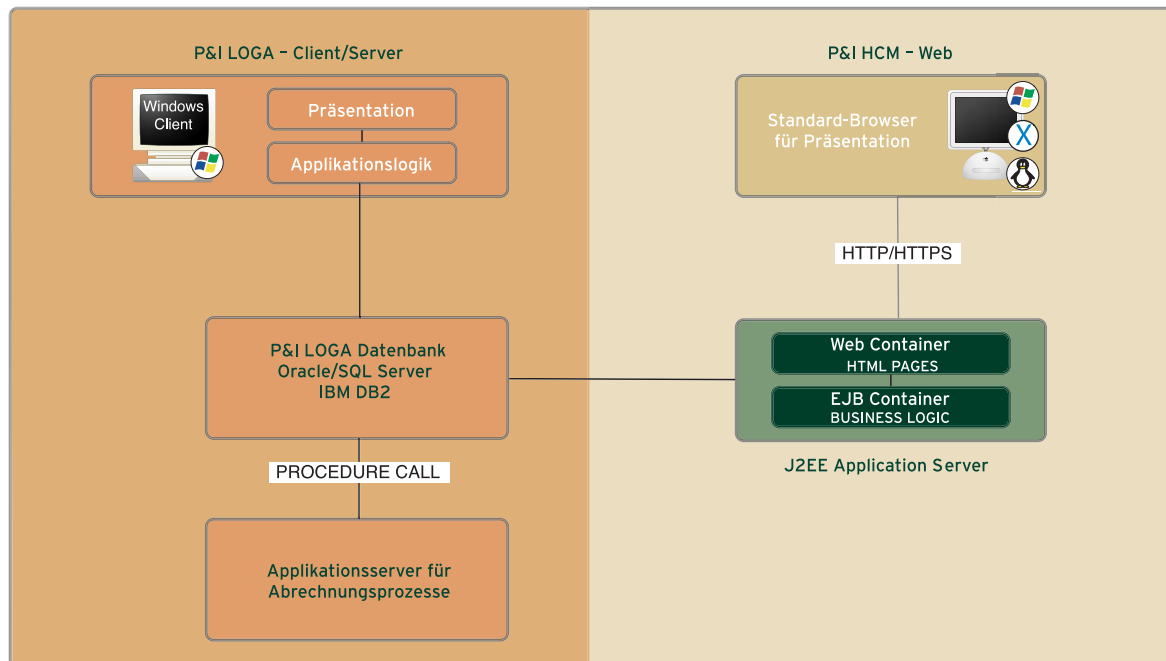 P&I LOGA – Client/Server
Windows
Client
Präsentation
Applikationslogik
P&I LOGA Datenbank
Oracle/SQL Server
IBM DB2
PROCEDURE CALL
Applikationsserver für
Abrechnungsprozesse
P&I HCM – Web
Standard-Browser
für Präsentation
X
HTTP/HTTPS
Web Container
HTML PAGES
EJB Container
BUSINESS LOGIC
J2EE Application Server